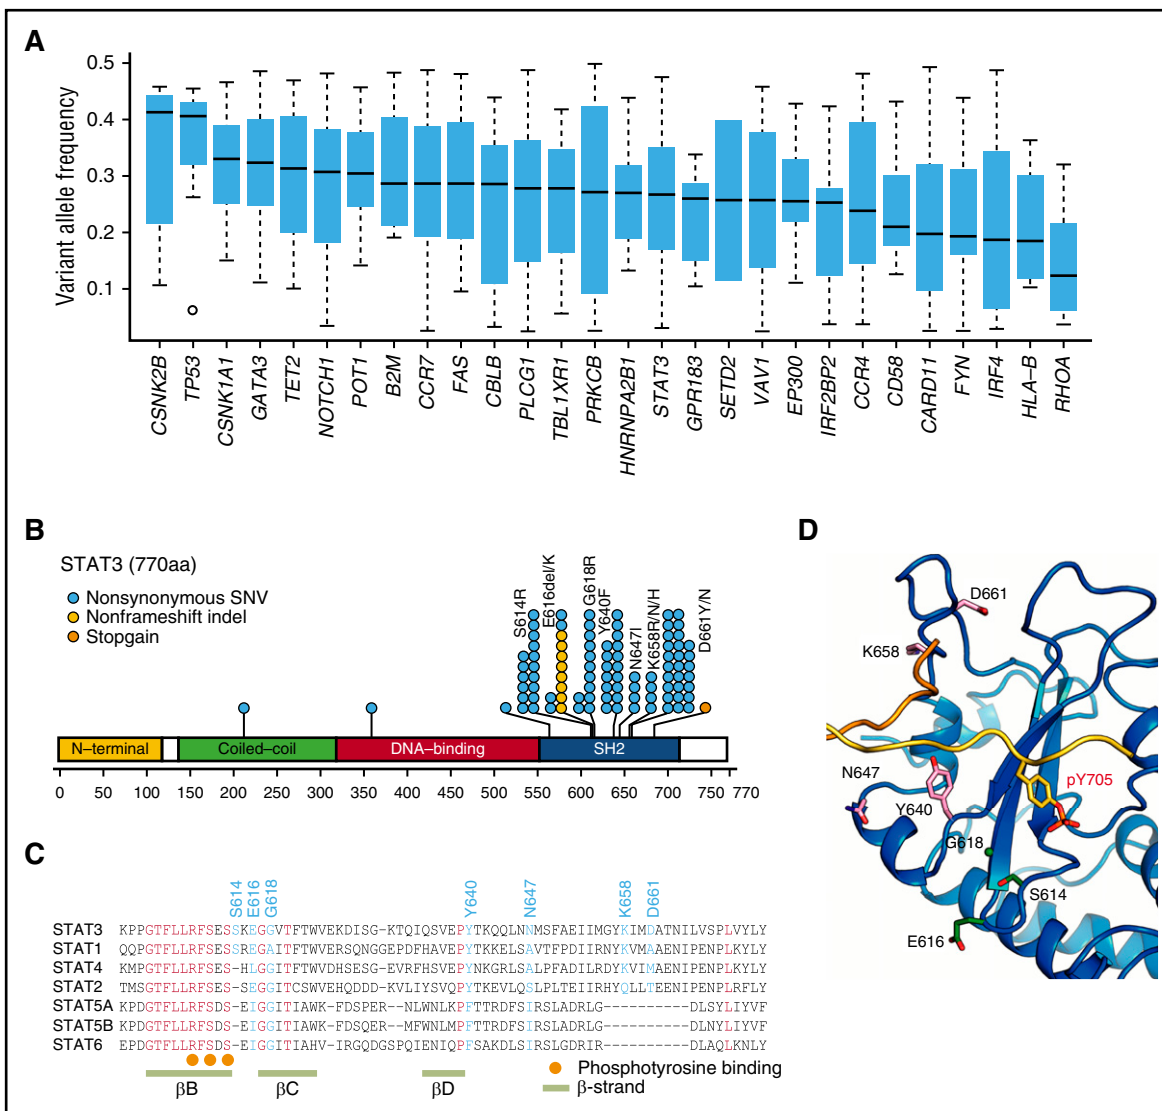 A
Variant allele frequency
0.5
0.4
0.3
0.2
0.1
CSNK2B
TP53
CSNK1A1
GATA3
TET2
NOTCH1
POT1
B2M
CCR7
FAS
CBLB
PLCG1
TBL1XR1
PRKCB
HNRNPA2B1
STAT3
GPR183
SETD2
VAV1
EP300
IRF2BP2
CCR4
CD58
CARD11
FYN
IRF4
HLA–B
RHOA
B
STAT3 (770aa)
Nonsynonymous SNV
Nonframeshift indel
Stopgain
S614R
E616del/K
G618R
Y640F
N647I
K658R/N/H
D661Y/N
N–terminal
Coiled–coil
DNA–binding
SH2
0 50 100 150 200 250 300 350 400 450 500 550 600 650 700 750 770
C
S614 E616 G618 Y640 N647 K658 D661
STAT3 KPPGTFLLRFSESSKEGGVTFTWVEKDISG-KTQIQSVEPYTKQQLNNMSFAEIIMGYKIMDATNILVSPLVYLY
STAT1 QQPGTFLLRFSESSREGAITFTWVERSQNGGEPDFHAVEPYTKKELSAVTFPDIIRNYKVMAAENIPENPLKYLY
STAT4 KMPGTFLLRFSES-HLGGITFTWVDHSESG-EVRFHSVEPYNKGRLSALPFADILRDYKVIMAENIPENPLKYLY
STAT2 TMSGTFLLRFSES-SEGGITCSWVEHQDDD-KVLIYSVQPYTKEVLQSLPLTEIIRHYQLLTEENIPENPLRFLY
STAT5A KPDGTFLLRFSDS-EIGGITIAWK-FDSPER--NLWNLKPFTTRDFSIRSLADRLG----------DLSYLIYVF
STAT5B KPDGTFLLRFSDS-EIGGITIAWK-FDSQER--MFWNLMPFTTRDFSIRSLADRLG----------DLNYLIYVF
STAT6 EPDGTFLLRFSDS-EIGGITIAHV-IRGQDGSPQIENIQPFSAKDLSIRSLGDRIR----------DLAQLKNLY
Phosphotyrosine binding
βB βC βD β-strand
D
D661
K658
N647
Y640
pY705
G618
S614
E616